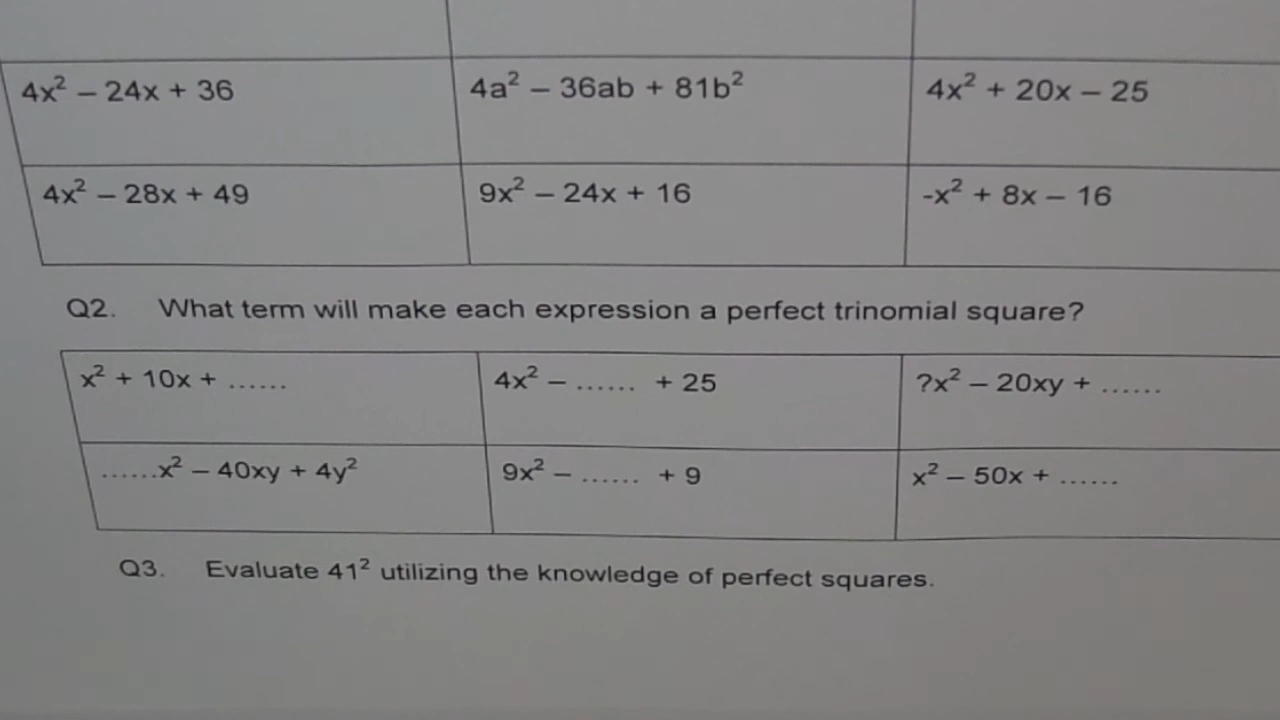 4x² – 24x + 36 4a² – 36ab + 81b² 4x² + 20x – 25
4x² – 28x + 49 9x² – 24x + 16 -x² + 8x – 16
Q2. What term will make each expression a perfect trinomial square?
x² + 10x + ...... 4x² – ...... + 25 ?x² – 20xy + ......
......x² – 40xy + 4y² 9x² – ...... + 9 x² – 50x + ......
Q3. Evaluate 41² utilizing the knowledge of perfect squares.